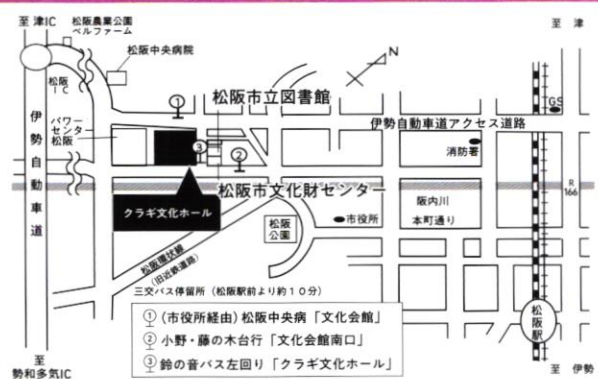 至 津IC
松阪農業公園
ベルファーム
松阪中央病院
松阪
IC
N
至 津
GS
パワー
センター
松阪
①
松阪市立図書館
伊勢自動車道アクセス道路
③
②
消防署
伊勢自動車道
松阪市文化財センター
R
166
クラギ文化ホール
松阪
公園
市役所
阪内川
本町通り
松阪環状線
(旧近鉄道路)
三交バス停留所(松阪駅前より約10分)
①(市役所経由)松阪中央病「文化会館」
②小野・藤の木台行「文化会館南口」
③鈴の音バス左回り「クラギ文化ホール」
松阪駅
至
勢和多気IC
至 伊勢